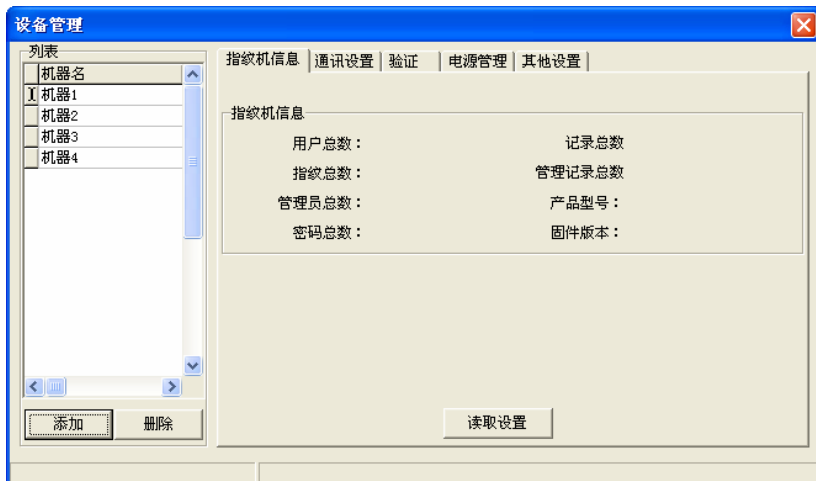 设备管理
列表
机器名
机器1
机器2
机器3
机器4
添加 删除
指纹机信息 通讯设置 验证 电源管理 其他设置
指纹机信息
用户总数： 记录总数
指纹总数： 管理记录总数
管理员总数： 产品型号：
密码总数： 固件版本：
读取设置